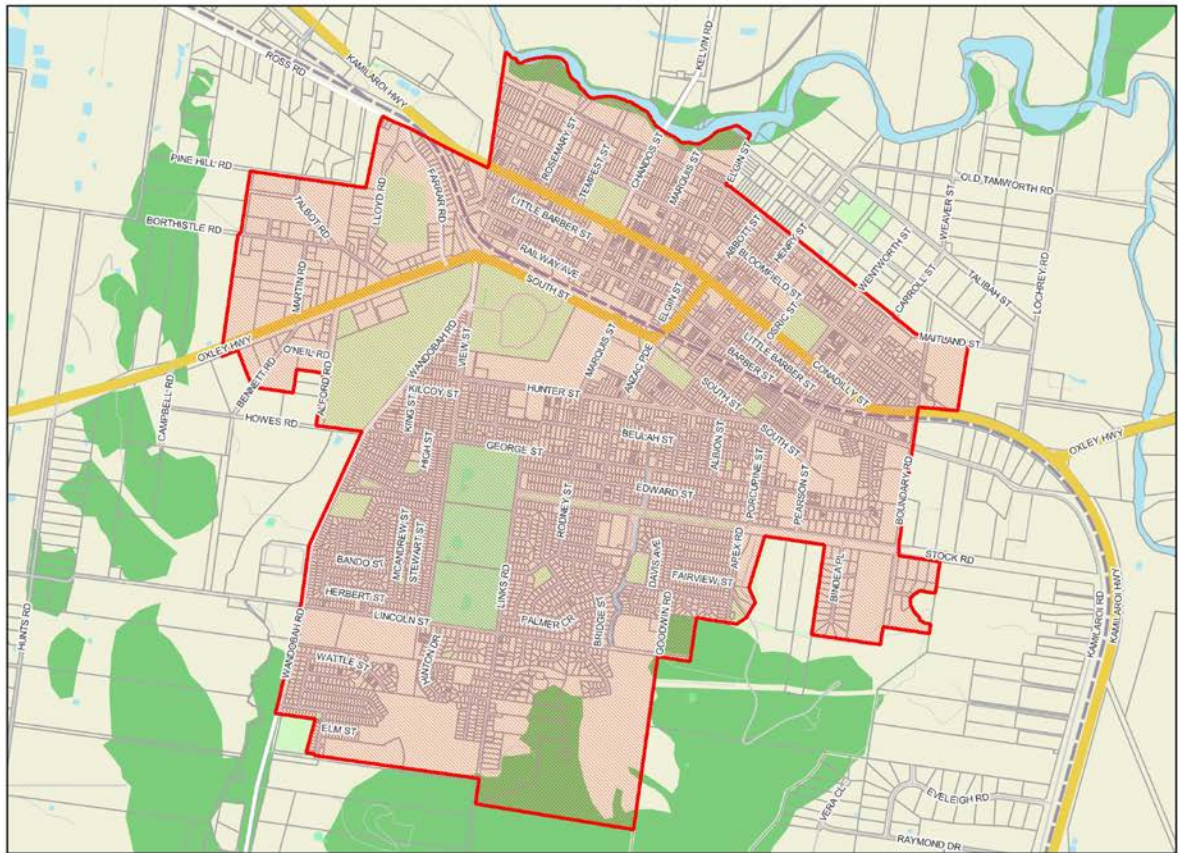 ROSS RD
KAMILAROI HWY
KELVIN RD
PINE HILL RD
LLOYD RD
FARAR RD
ROSEMARY ST
TEMPEST ST
CHANDOS ST
MARQUIS ST
ELGIN ST
OLD TAMWORTH RD
WEAVER ST
TALBOT RD
BORTHISTLE RD
LITTLE BARBER ST
ABBOTT ST
HENRY ST
BLOOMFIELD ST
WENTWORTH ST
CARROLL ST
TALIBAH ST
LOCHREY RD
MARTIN RD
RAILWAY AVE
SOUTH ST
ELGIN ST
OSRIC ST
MAITLAND ST
OXLEY HWY
O'NEIL RD
BENNETT RD
ALFORD RD
WANDOBAH RD
VIEW ST
MARQUIS ST
ANZAC PDE
BARBER ST
LITTLE BARBER ST
CONADILLY ST
CAMPBELL RD
HOWES RD
KILCOY ST
KING ST
HIGH ST
HUNTER ST
SOUTH ST
SOUTH ST
GEORGE ST
BEULAH ST
ALBION ST
PORCUPINE ST
PEARSON ST
BOUNDARY RD
OXLEY HWY
EDWARD ST
RODNEY ST
BANDO ST
MCANDREW ST
STEWART ST
LINKS RD
DAVIS AVE
AREX RD
FAIRVIEW ST
BINDEA PL
STOCK RD
HERBERT ST
LINCOLN ST
PALMER CR
BRIDGE ST
GOODWIN RD
HUNTS RD
WANDOBAH RD
WATTLE ST
HINTON DR
ELM ST
KAMILAROI RD
KAMILAROI HWY
VERA CL
EVELEIGH RD
RAYMOND DR